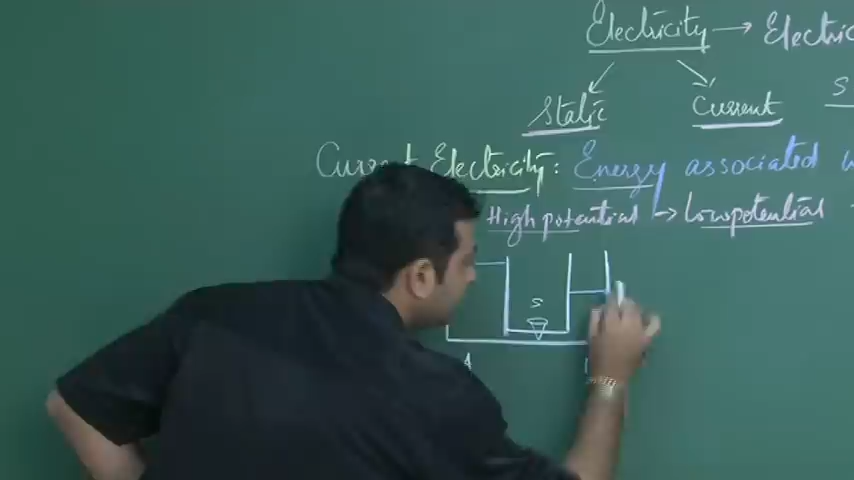 Electricity → Electric
Static Current S
Current Electricity: Energy associated w
High potential → Low potential
S
A